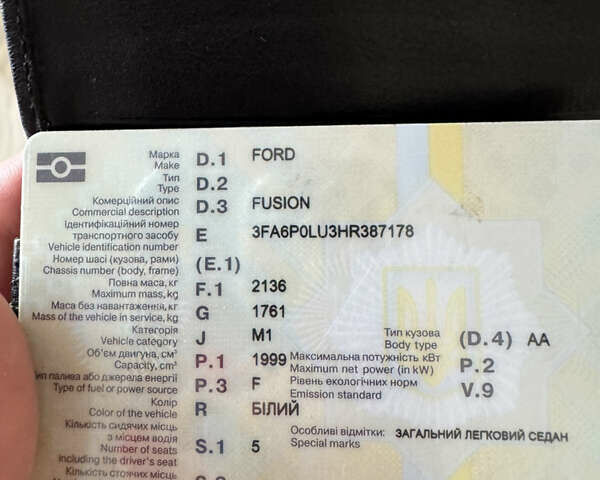 Марка D.1 FORD
Make
Тип D.2
Type
Комерційний опис D.3 FUSION
Commercial description
Ідентифікаційний номер
транспортного засобу E 3FA6P0LU3HR387178
Vehicle identification number
Номер шасі (кузова, рами) (E.1)
Chassis number (body, frame)
Повна маса, кг F.1 2136
Maximum mass, kg
Маса без навантаження, кг G 1761
Mass of the vehicle in service, kg
Категорія J M1 Тип кузова (D.4) AA
Vehicle category Body type
Об'єм двигуна, см³ P.1 1999 Максимальна потужність кВт P.2
Capacity, cm³ Maximum net power (in kW)
Тип палива або джерела енергії P.3 F Рівень екологічних норм V.9
Type of fuel or power source Emission standard
Колір R БІЛИЙ
Color of the vehicle
Кількість сидячих місць
з місцем водія S.1 5 Особливі відмітки: ЗАГАЛЬНИЙ ЛЕГКОВИЙ СЕДАН
Number of seats Special marks
including the driver's seat
Кількість стоячих місць